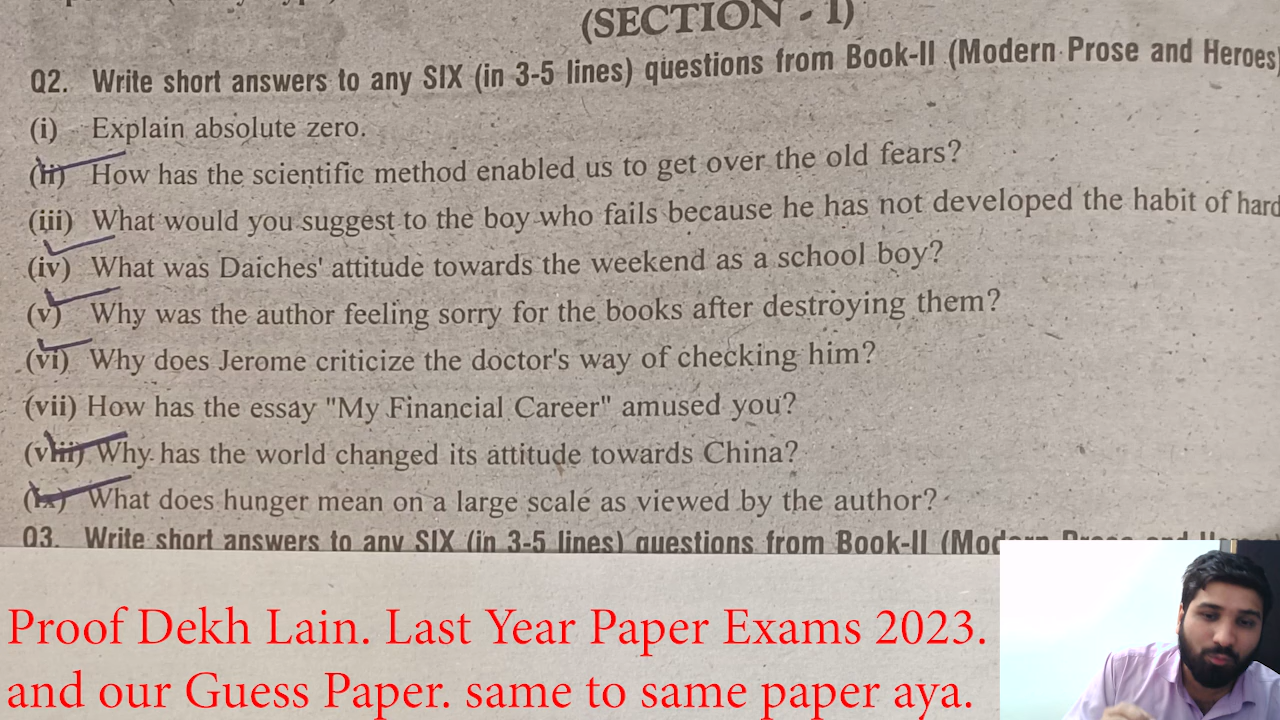 (SECTION - I)
Q2. Write short answers to any SIX (in 3-5 lines) questions from Book-II (Modern Prose and Heroes)
(i) Explain absolute zero.
(ii) How has the scientific method enabled us to get over the old fears?
(iii) What would you suggest to the boy who fails because he has not developed the habit of hard
(iv) What was Daiches' attitude towards the weekend as a school boy?
(v) Why was the author feeling sorry for the books after destroying them?
(vi) Why does Jerome criticize the doctor's way of checking him?
(vii) How has the essay "My Financial Career" amused you?
(viii) Why has the world changed its attitude towards China?
(ix) What does hunger mean on a large scale as viewed by the author?
Q3. Write short answers to any SIX (in 3-5 lines) questions from Book-II (Modern Prose and
Proof Dekh Lain. Last Year Paper Exams 2023.
and our Guess Paper. same to same paper aya.